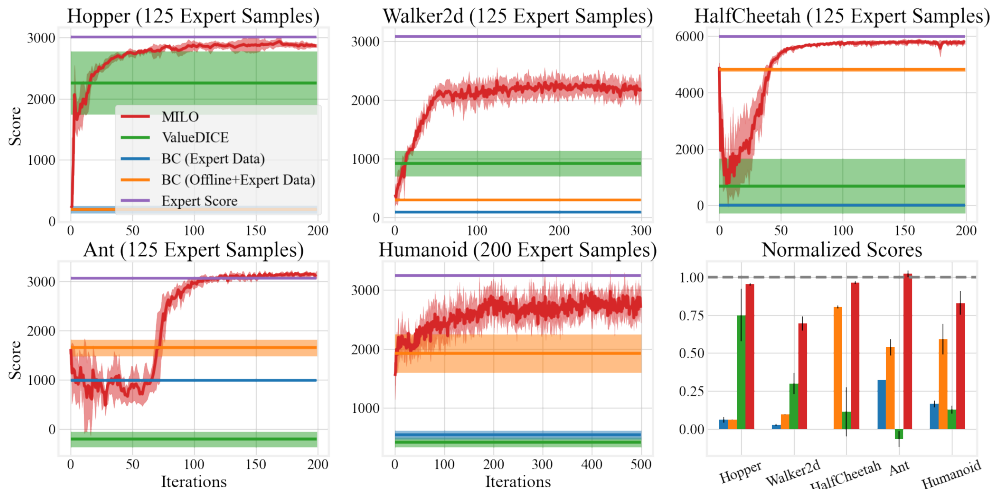 Hopper (125 Expert Samples)
Walker2d (125 Expert Samples)
HalfCheetah (125 Expert Samples)
3000
2000
1000
0
Score
MILO
ValueDICE
BC (Expert Data)
BC (Offline+Expert Data)
Expert Score
0 50 100 150 200
3000
2000
1000
0
0 100 200 300
6000
4000
2000
0
0 50 100 150 200
Ant (125 Expert Samples)
Humanoid (200 Expert Samples)
Normalized Scores
3000
2000
1000
0
Score
0 50 100 150 200
Iterations
3000
2000
1000
0 100 200 300 400 500
Iterations
1.00
0.75
0.50
0.25
0.00
Hopper
Walker2d
HalfCheetah
Ant
Humanoid